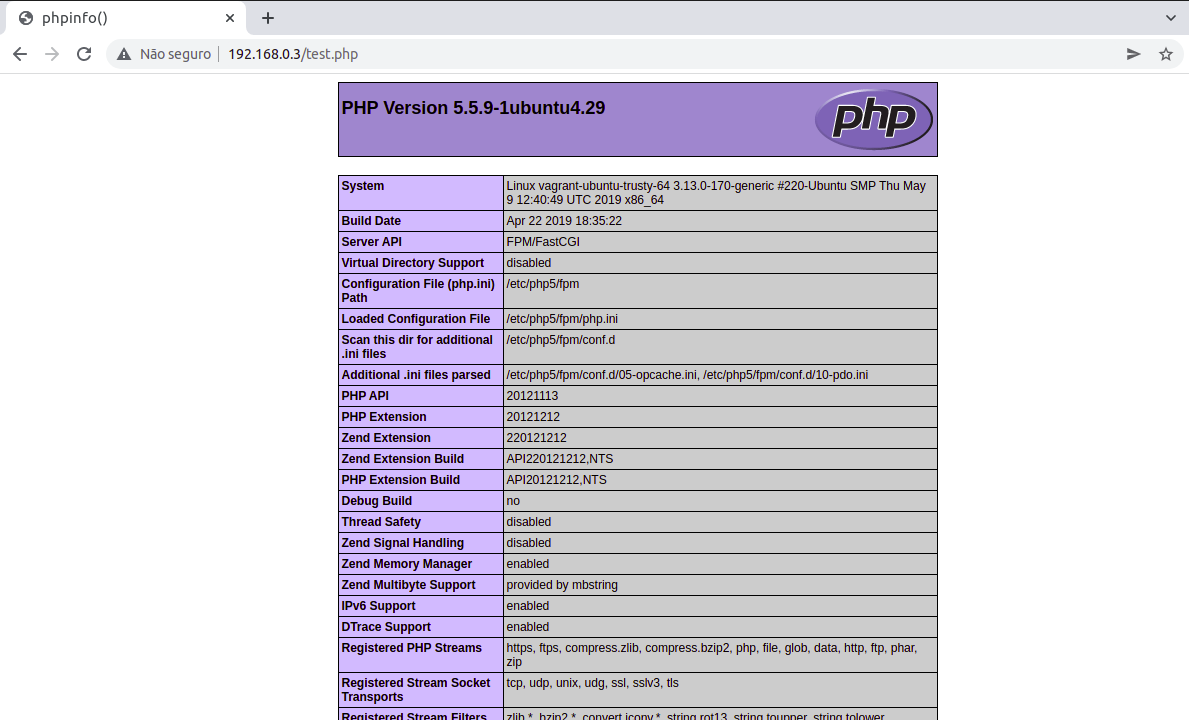 phpinfo()
Não seguro
192.168.0.3/test.php
PHP Version 5.5.9-1ubuntu4.29
php
System
Linux vagrant-ubuntu-trusty-64 3.13.0-170-generic #220-Ubuntu SMP Thu May
9 12:40:49 UTC 2019 x86_64
Build Date
Apr 22 2019 18:35:22
Server API
FPM/FastCGI
Virtual Directory Support
disabled
Configuration File (php.ini)
Path
/etc/php5/fpm
Loaded Configuration File
/etc/php5/fpm/php.ini
Scan this dir for additional
.ini files
/etc/php5/fpm/conf.d
Additional .ini files parsed
/etc/php5/fpm/conf.d/05-opcache.ini, /etc/php5/fpm/conf.d/10-pdo.ini
PHP API
20121113
PHP Extension
20121212
Zend Extension
220121212
Zend Extension Build
API220121212,NTS
PHP Extension Build
API20121212,NTS
Debug Build
no
Thread Safety
disabled
Zend Signal Handling
disabled
Zend Memory Manager
enabled
Zend Multibyte Support
provided by mbstring
IPv6 Support
enabled
DTrace Support
enabled
Registered PHP Streams
https, ftps, compress.zlib, compress.bzip2, php, file, glob, data, http, ftp, phar,
zip
Registered Stream Socket
Transports
tcp, udp, unix, udg, ssl, sslv3, tls
Registered Stream Filters
zlib.*, bzip2.*, convert.iconv.*, string.rot13, string.toupper, string.tolower,